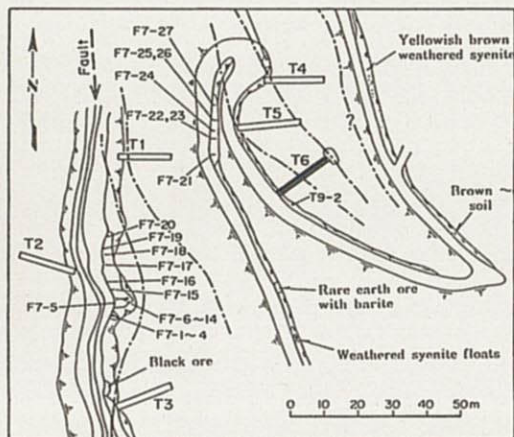 N
Fault
F7-27
F7-25,26
F7-24
F7-22,23
F7-21
T1
T4
T5
T6
T9-2
?
Yellowish brown
weathered syenite
Brown
soil
T2
F7-20
F7-19
F7-18
F7-17
F7-16
F7-15
F7-5
F7-6~14
F7-1~4
Black ore
T3
Rare earth ore
with barite
Weathered syenite floats
0 10 20 30 40 50m